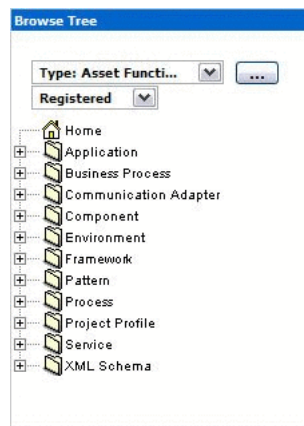 Browse Tree
Type: Asset Functi... ...
Registered
Home
Application
Business Process
Communication Adapter
Component
Environment
Framework
Pattern
Process
Project Profile
Service
XML Schema